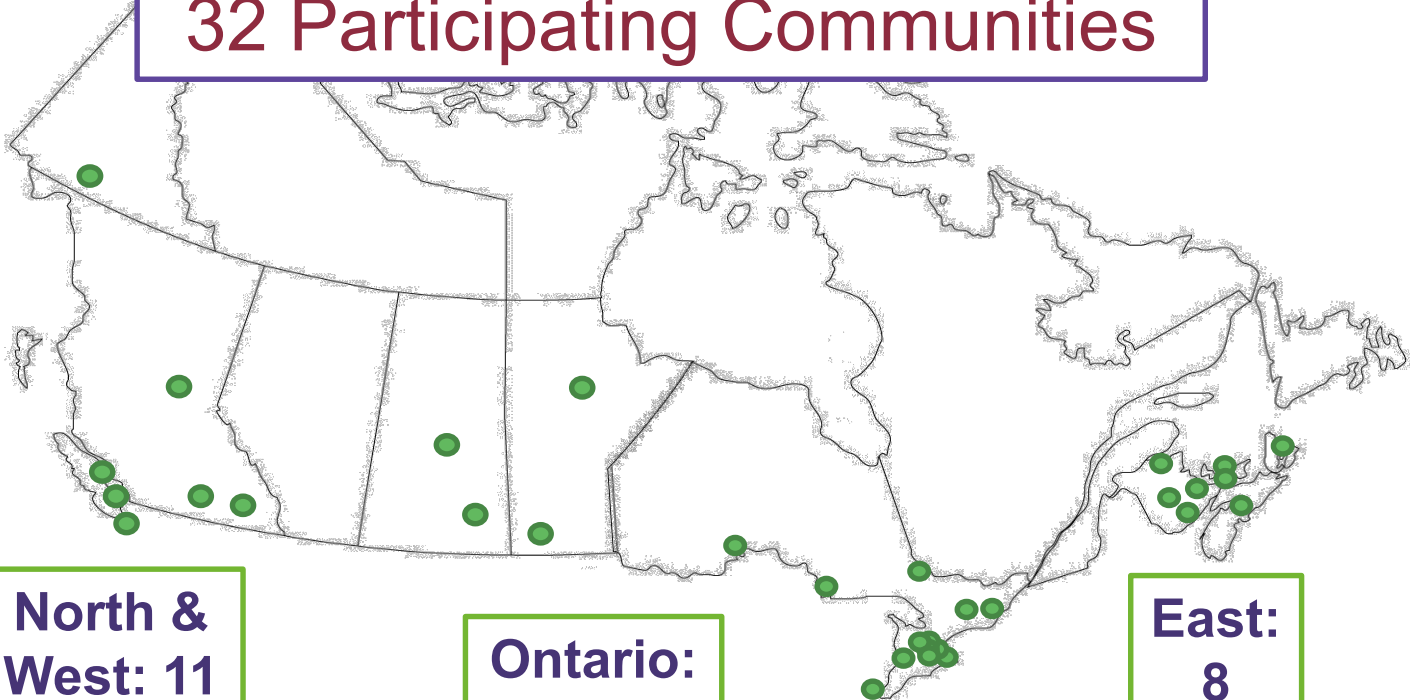 32 Participating Communities
North &
West: 11
Ontario:
East:
8